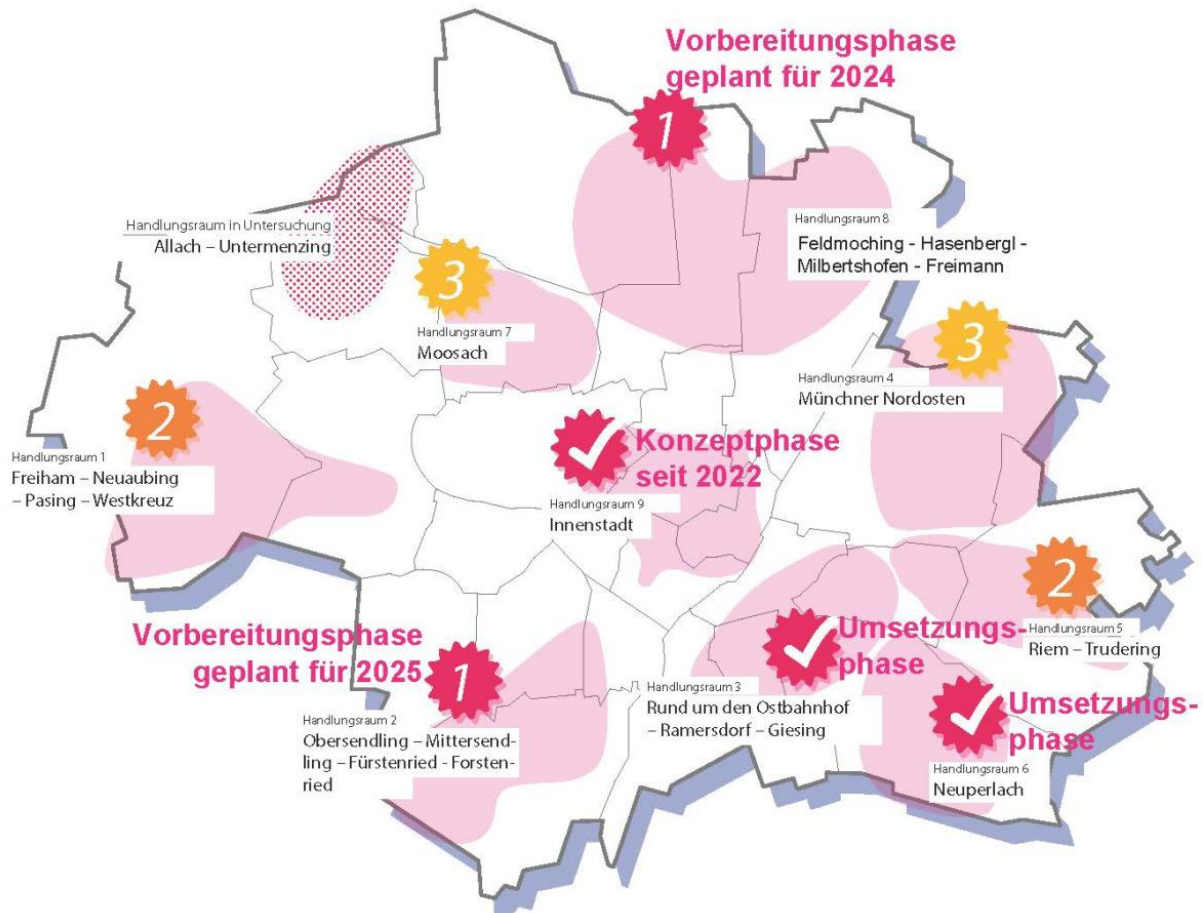 Vorbereitungsphase
geplant für 2024
1
Handlungsraum In Untersuchung
Allach – Untermenzing
Handlungsraum 8
Feldmoching - Hasenbergl -
Milbertshofen - Freimann
3
Handlungsraum 7
Moosach
3
Handlungsraum 4
Münchner Nordosten
2
Handlungsraum 1
Freiham – Neuaubing
– Pasing – Westkreuz
Konzeptphase
seit 2022
Handlungsraum 9
Innenstadt
2
Handlungsraum 5
Riem – Trudering
Vorbereitungsphase
geplant für 2025
1
Handlungsraum 2
Obersendling – Mittersend-
ling – Fürstenried - Forsten-
ried
Umsetzungs-
phase
Handlungsraum 3
Rund um den Ostbahnhof
– Ramersdorf – Giesing
Umsetzungs-
phase
Handlungsraum 6
Neuperlach